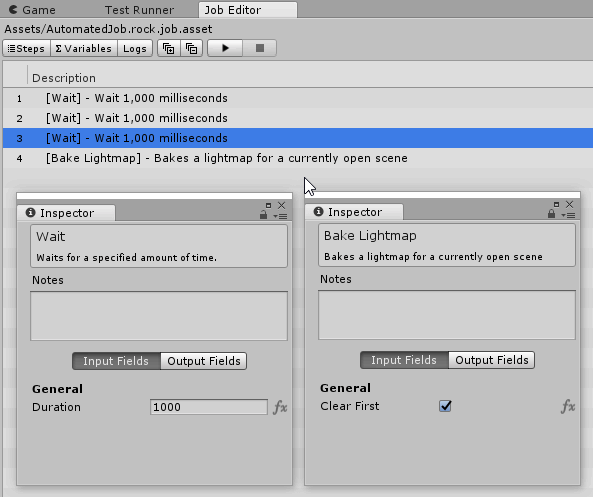 Game Test Runner Job Editor
Assets/AutomatedJob.rock.job.asset
Steps Σ Variables Logs
Description
1 [Wait] - Wait 1,000 milliseconds
2 [Wait] - Wait 1,000 milliseconds
3 [Wait] - Wait 1,000 milliseconds
4 [Bake Lightmap] - Bakes a lightmap for a currently open scene
Inspector
Wait
Waits for a specified amount of time.
Notes
Input Fields Output Fields
General
Duration 1000 fx
Inspector
Bake Lightmap
Bakes a lightmap for a currently open scene
Notes
Input Fields Output Fields
General
Clear First fx